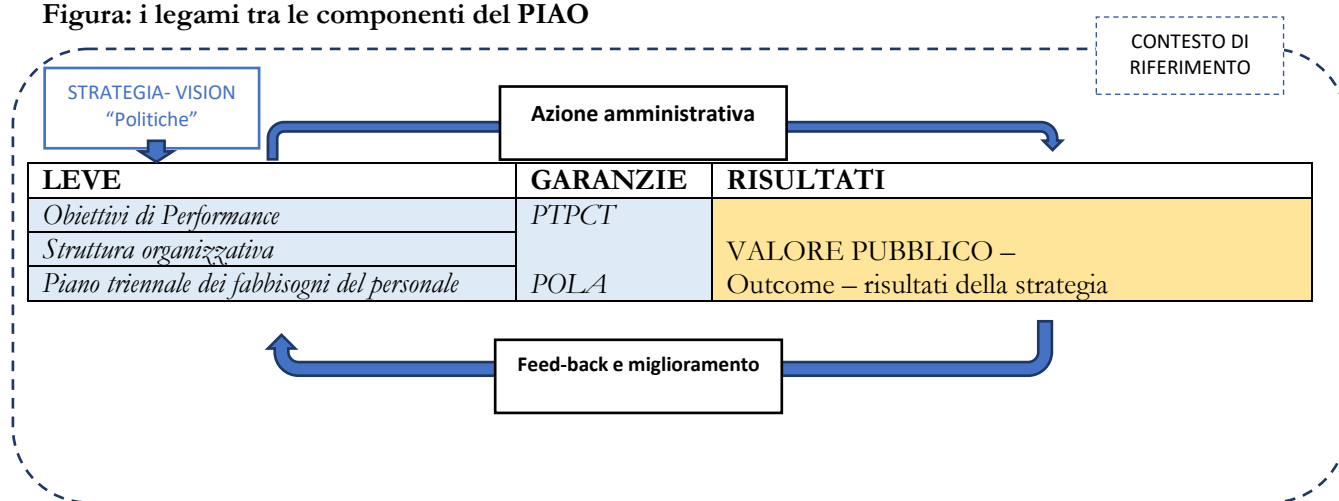 Figura: i legami tra le componenti del PIAO
CONTESTO DI
RIFERIMENTO
STRATEGIA- VISION
“Politiche”
Azione amministrativa
LEVE GARANZIE RISULTATI
Obiettivi di Performance PTPCT
Struttura organizzativa VALORE PUBBLICO –
Piano triennale dei fabbisogni del personale POLA Outcome – risultati della strategia
Feed-back e miglioramento